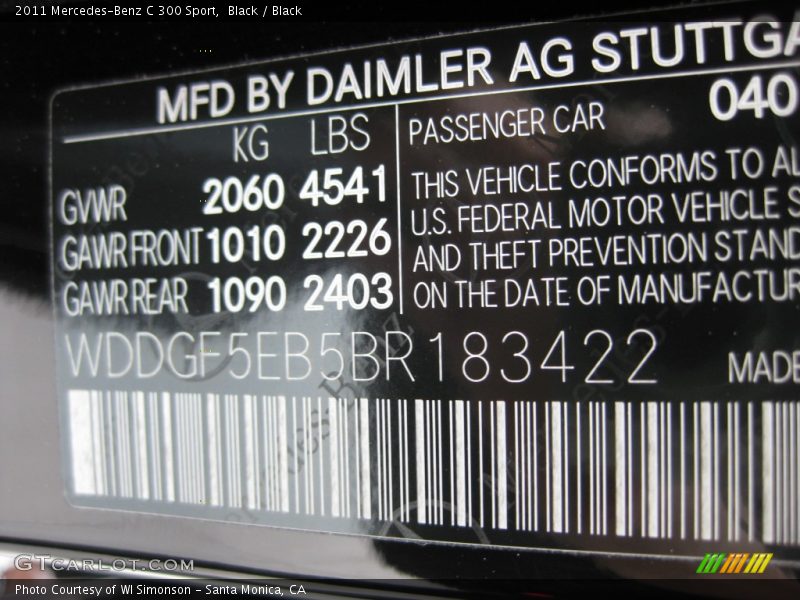 2011 Mercedes-Benz C 300 Sport,  Black / Black
MFD BY DAIMLER AG STUTTGA
KG LBS
GVWR 2060 4541
GAWR FRONT 1010 2226
GAWR REAR 1090 2403
PASSENGER CAR 040
THIS VEHICLE CONFORMS TO AL
U.S. FEDERAL MOTOR VEHICLE S
AND THEFT PREVENTION STAND
ON THE DATE OF MANUFACTUR
WDDGF5EB5BR183422 MADE
GTCARLOT.COM
Photo Courtesy of WI Simonson - Santa Monica, CA